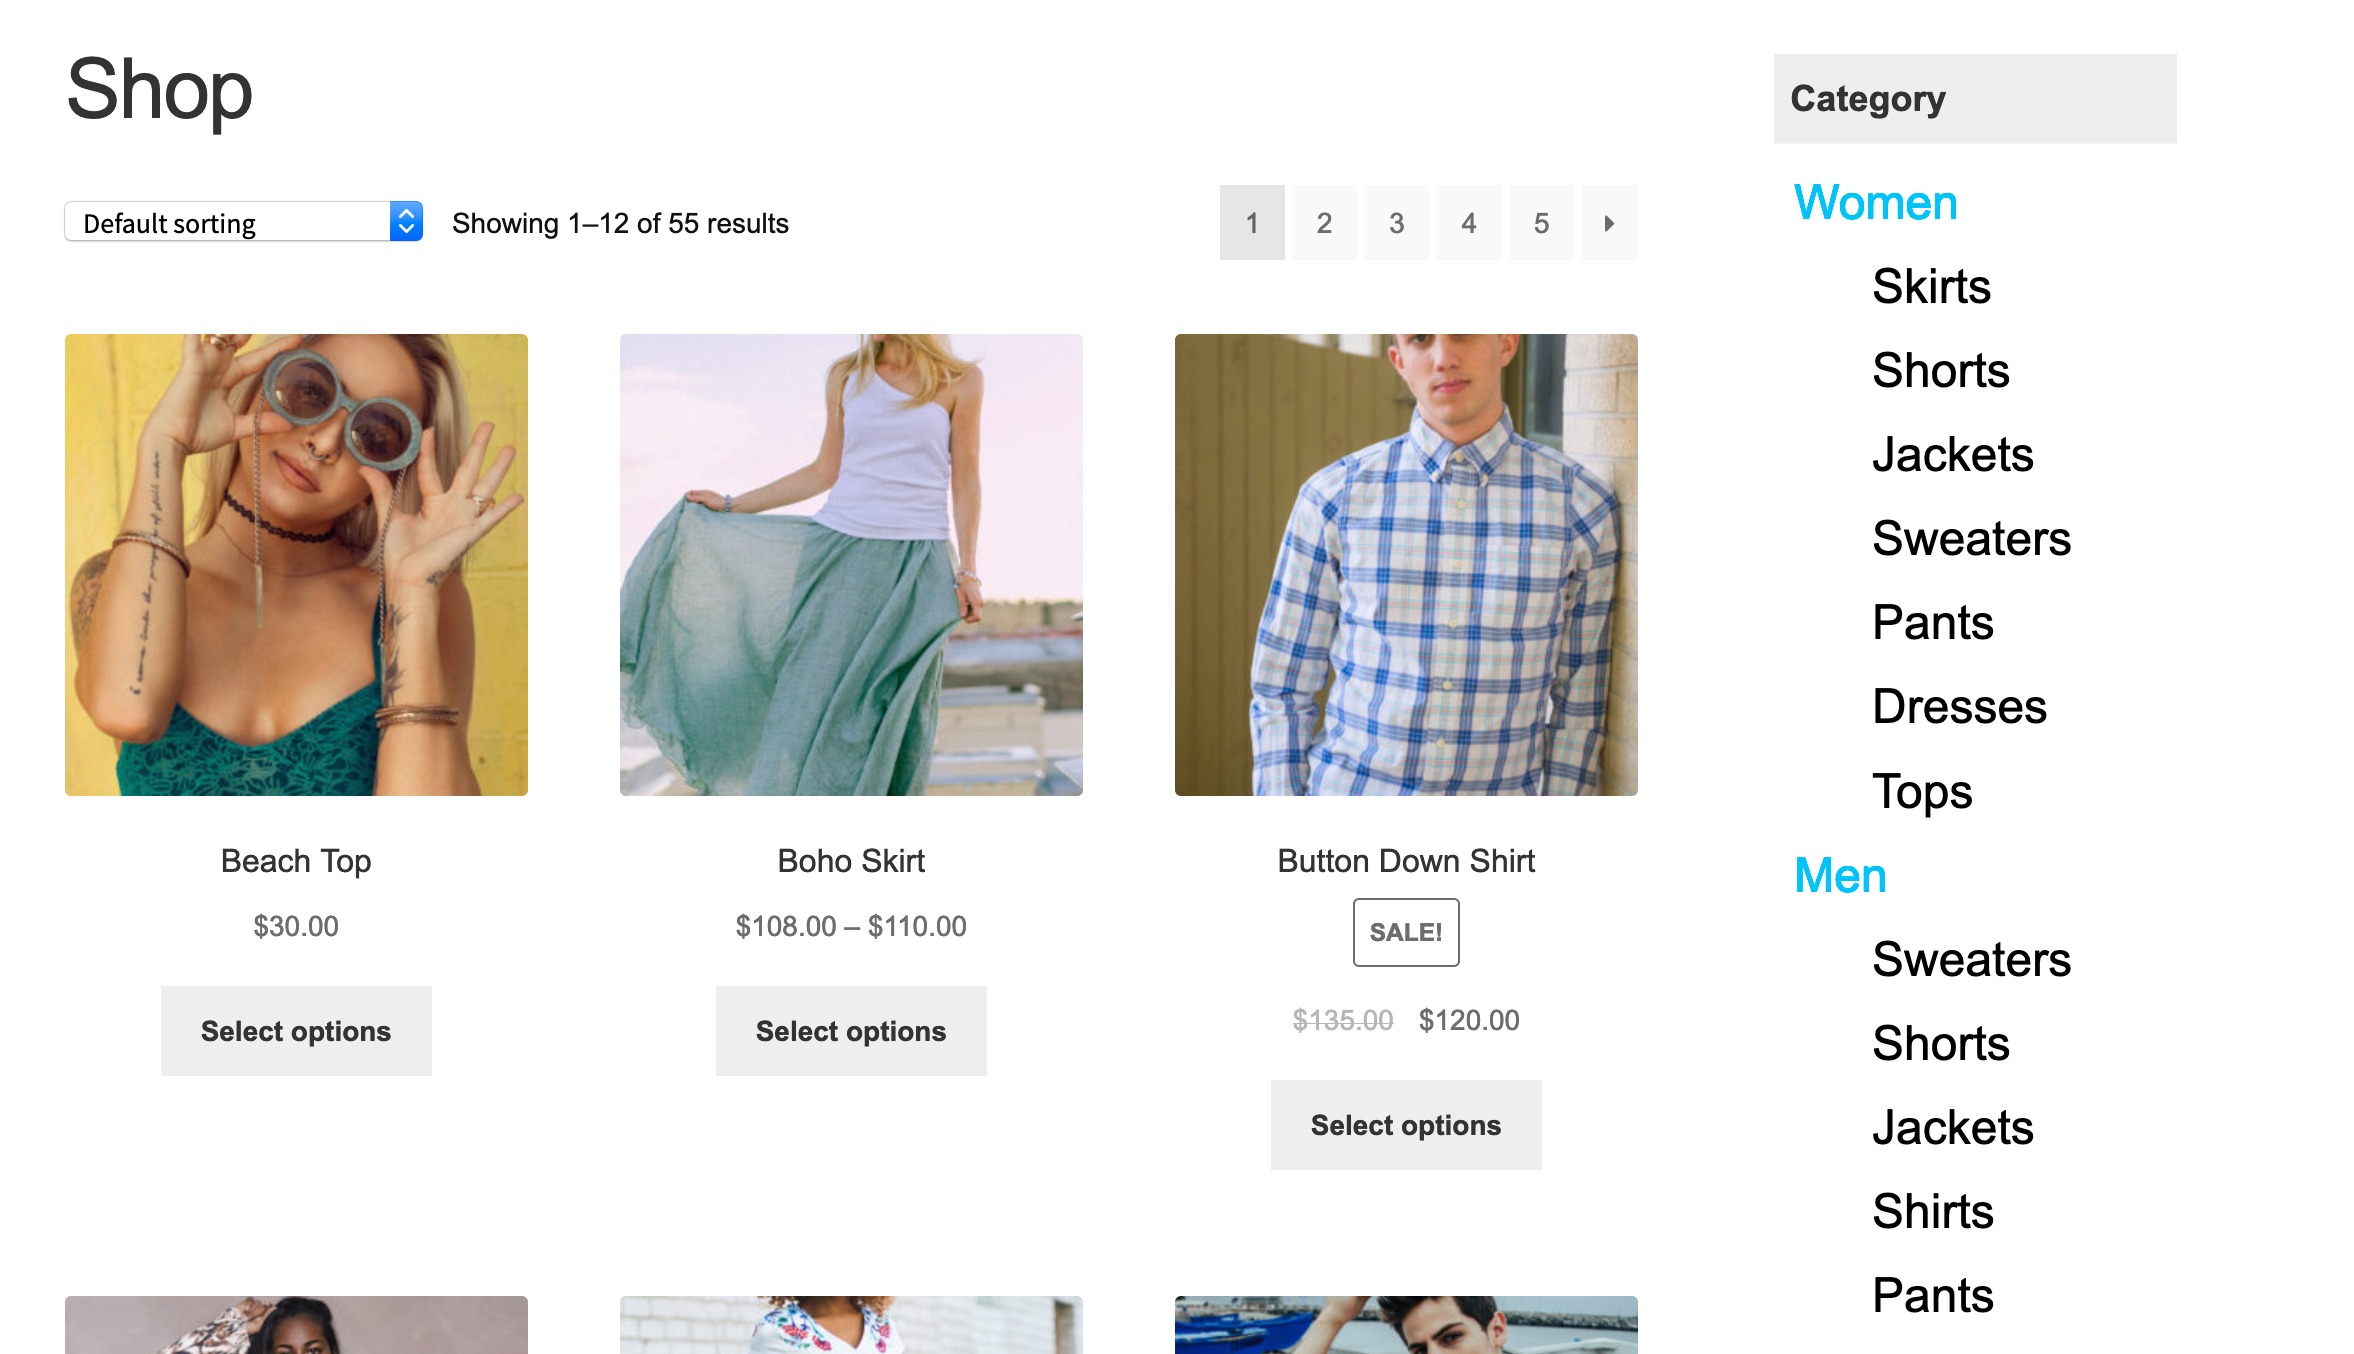 Shop
Default sorting
Showing 1–12 of 55 results
1 2 3 4 5
Beach Top
$30.00
Select options
Boho Skirt
$108.00 – $110.00
Select options
Button Down Shirt
SALE!
$135.00 $120.00
Select options
Category
Women
Skirts
Shorts
Jackets
Sweaters
Pants
Dresses
Tops
Men
Sweaters
Shorts
Jackets
Shirts
Pants